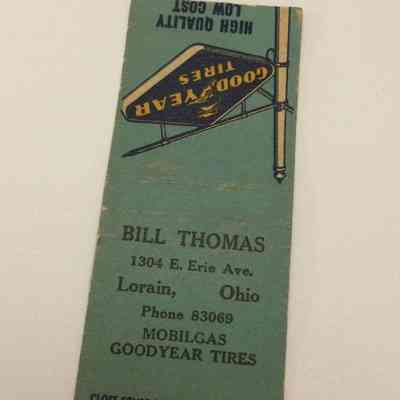 HIGH QUALITY
LOW COST
GOODYEAR
TIRES
BILL THOMAS
1304 E. Erie Ave.
Lorain, Ohio
Phone 83069
MOBILGAS
GOODYEAR TIRES